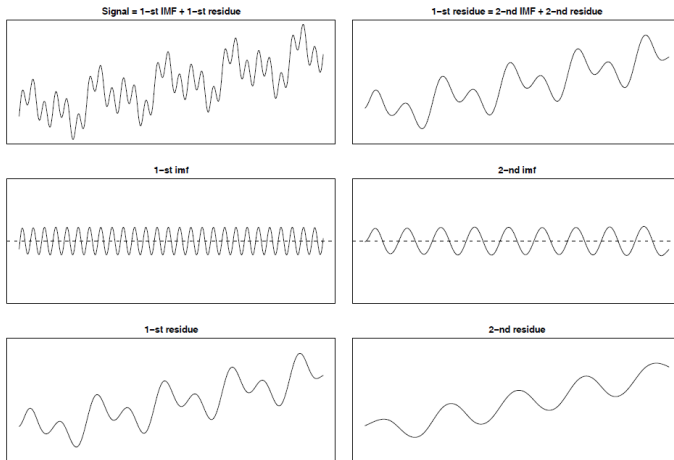 Signal = 1−st IMF + 1−st residue
1−st residue = 2−nd IMF + 2−nd residue
1−st imf
2−nd imf
1−st residue
2−nd residue